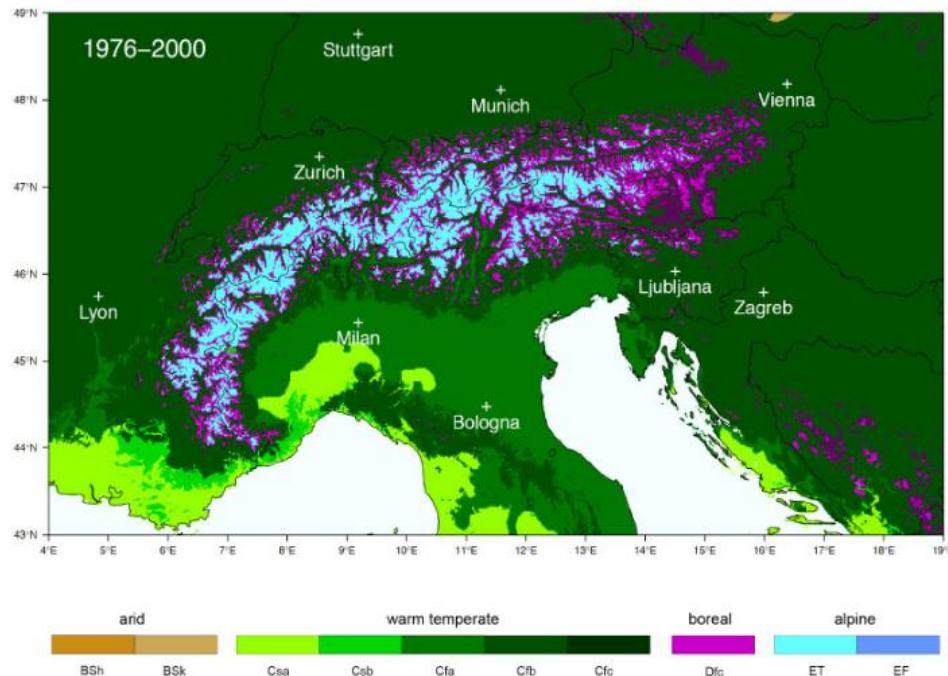 49°N
1976–2000
Stuttgart
48°N
Munich
Vienna
Zurich
47°N
46°N
Ljubljana
Lyon
Zagreb
Milan
45°N
Bologna
44°N
43°N
4°E 5°E 6°E 7°E 8°E 9°E 10°E 11°E 12°E 13°E 14°E 15°E 16°E 17°E 18°E 19°E
arid warm temperate boreal alpine
BSh BSk Csa Csb Cfa Cfb Cfc Dfc ET EF